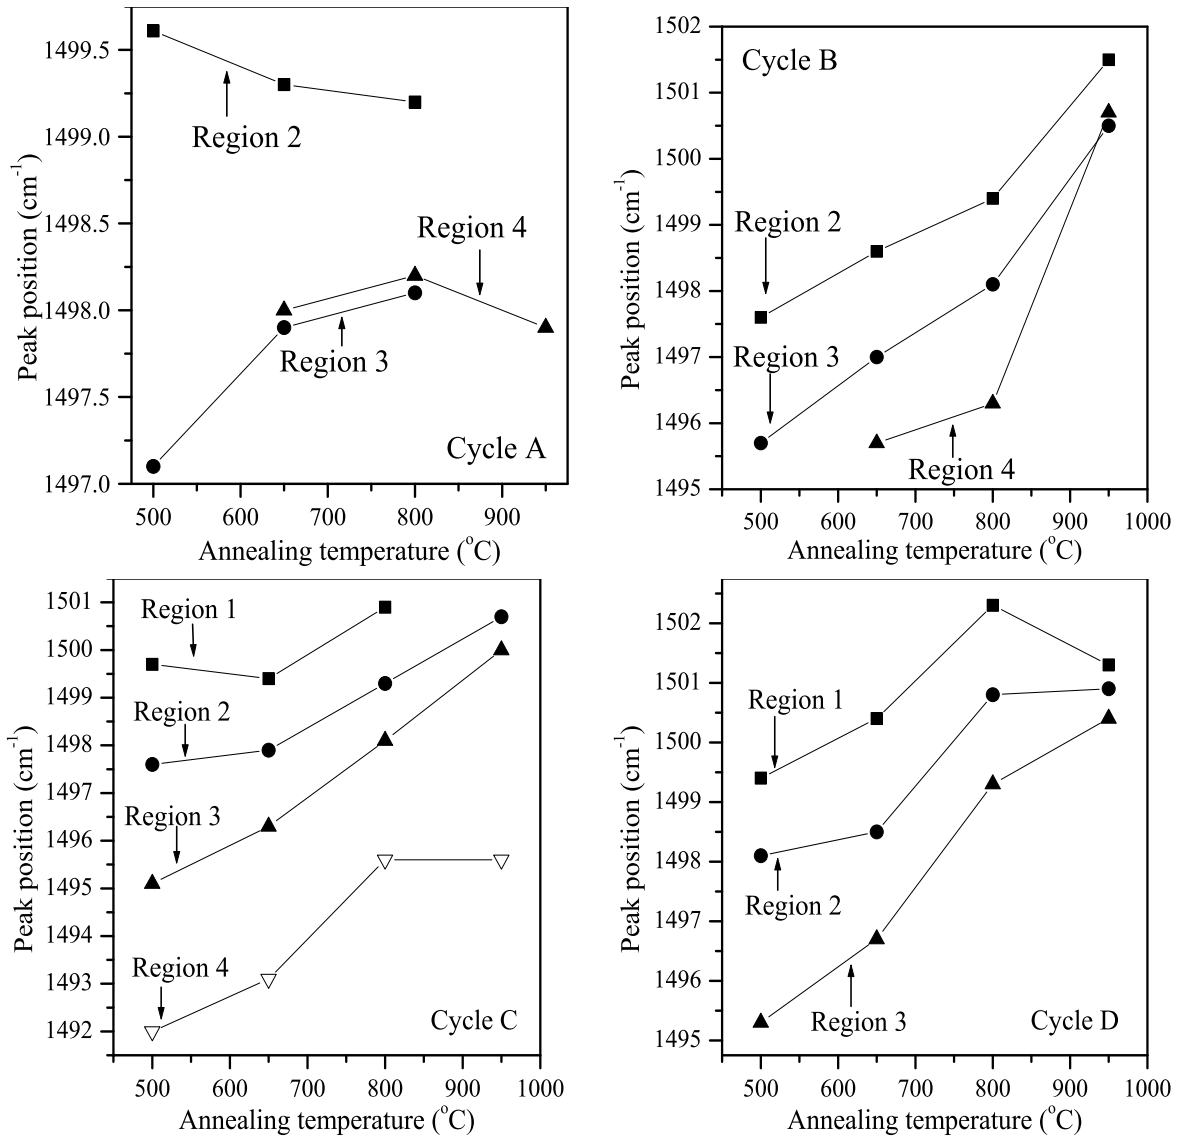 1499.5
1499.0
1498.5
1498.0
1497.5
1497.0
Peak position (cm-1)
Region 2
Region 4
Region 3
Cycle A
500 600 700 800 900
Annealing temperature (oC)
1502
1501
1500
1499
1498
1497
1496
1495
Peak position (cm-1)
Cycle B
Region 2
Region 3
Region 4
500 600 700 800 900 1000
Annealing temperature (oC)
1501
1500
1499
1498
1497
1496
1495
1494
1493
1492
Peak position (cm-1)
Region 1
Region 2
Region 3
Region 4
Cycle C
500 600 700 800 900 1000
Annealing temperature (oC)
1502
1501
1500
1499
1498
1497
1496
1495
Peak position (cm-1)
Region 1
Region 2
Region 3
Cycle D
500 600 700 800 900 1000
Annealing temperature (oC)